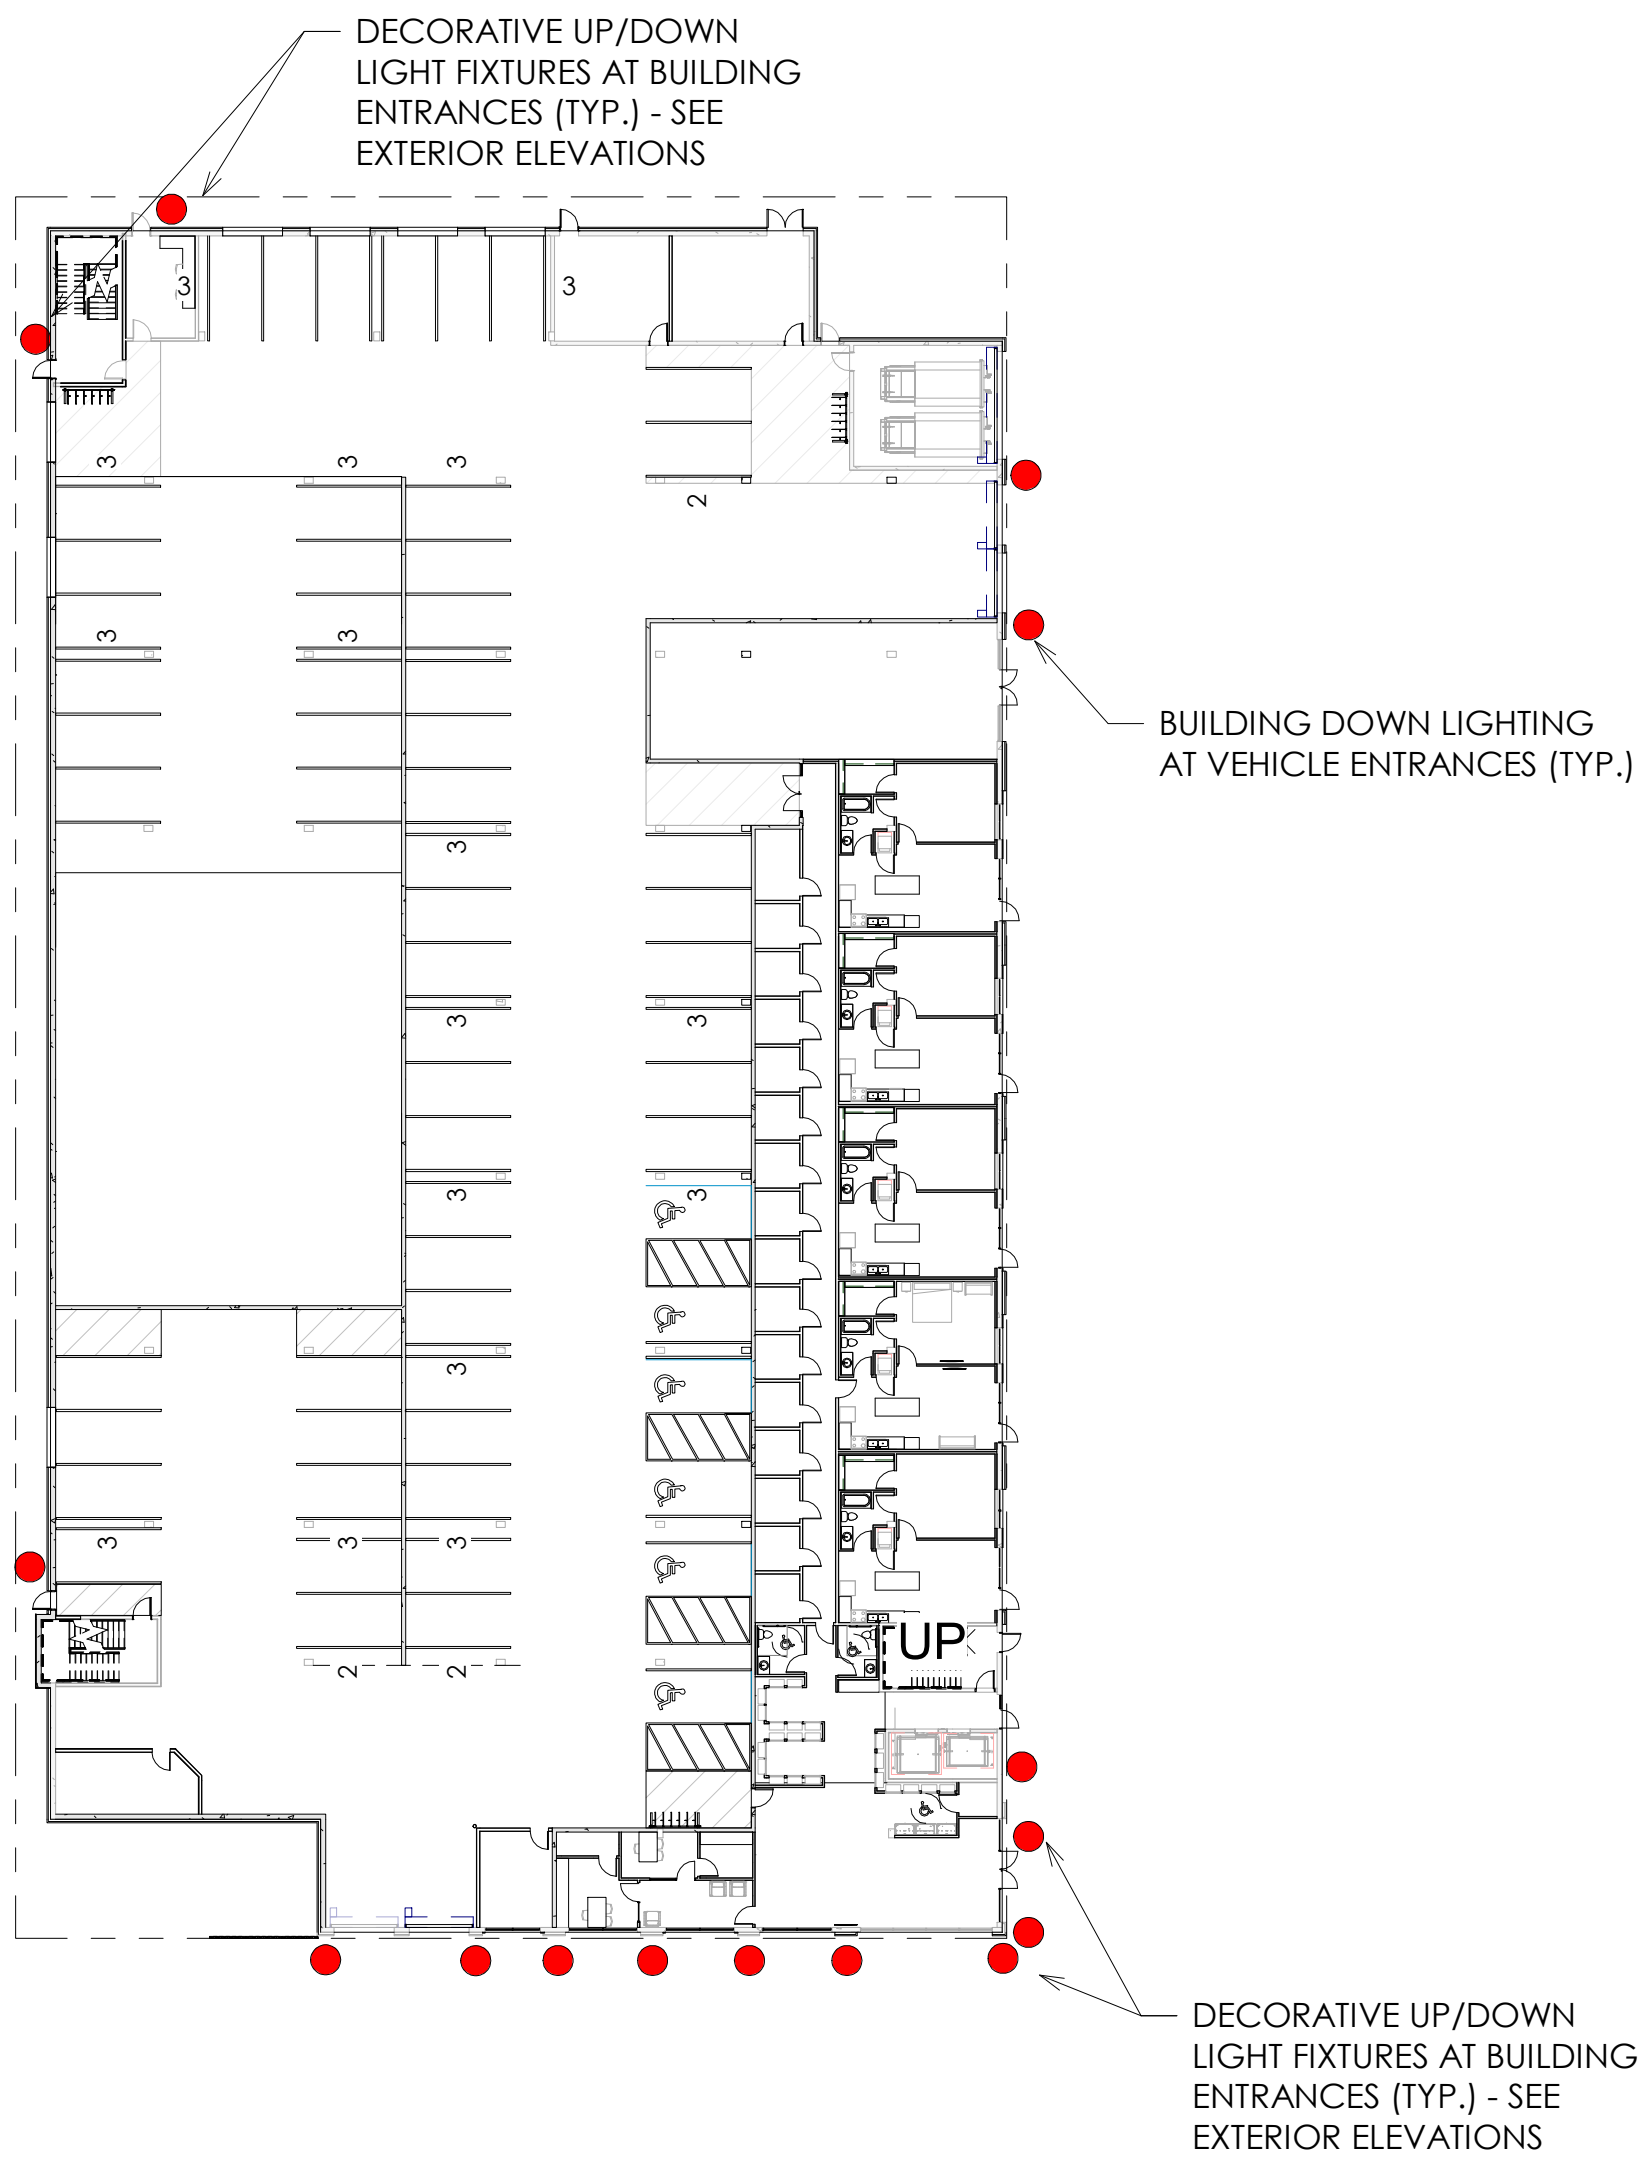 DECORATIVE UP/DOWN
LIGHT FIXTURES AT BUILDING
ENTRANCES (TYP.) - SEE
EXTERIOR ELEVATIONS
3
3
3
3
3
2
3
3
BUILDING DOWN LIGHTING
AT VEHICLE ENTRANCES (TYP.)
3
3
3
3
3
3
3
3
3
UP
2
2
DECORATIVE UP/DOWN
LIGHT FIXTURES AT BUILDING
ENTRANCES (TYP.) - SEE
EXTERIOR ELEVATIONS